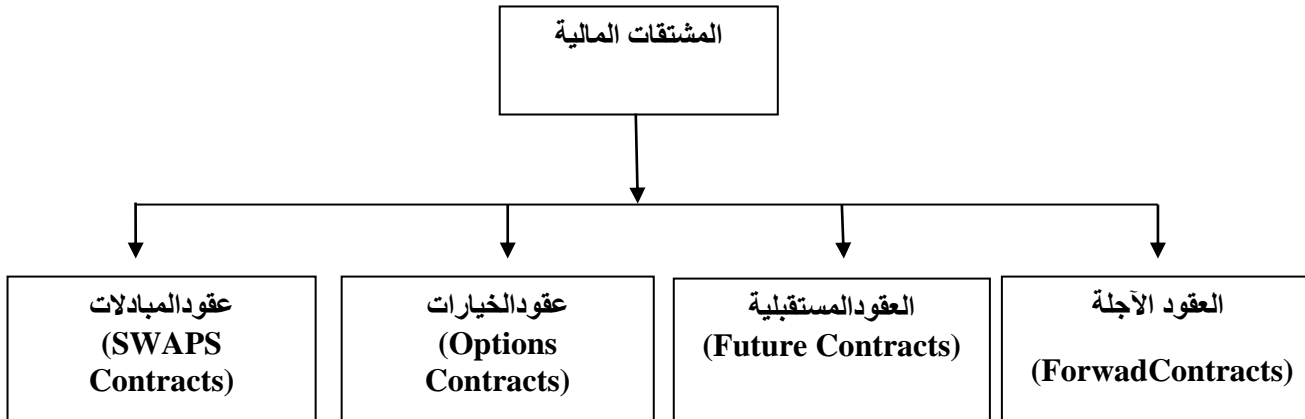 المشتقات المالية
العقود الآجلة
(ForwadContracts)
العقودالمستقبلية
(Future Contracts)
عقودالخيارات
(Options
Contracts)
عقودالمبادلات
(SWAPS
Contracts)